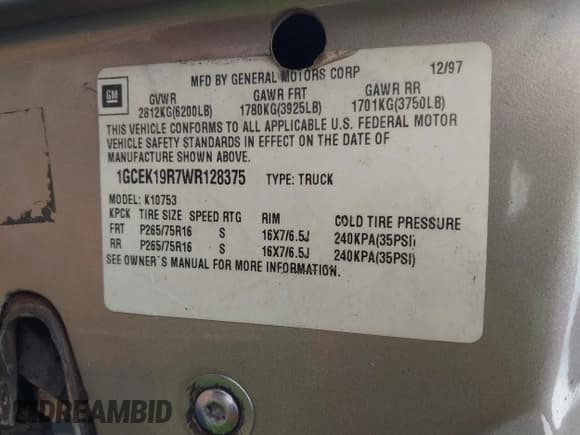 MFD BY GENERAL MOTORS CORP 12/97
GM
GVWR GAWR FRT GAWR RR
2812KG(6200LB) 1780KG(3925LB) 1701KG(3750LB)
THIS VEHICLE CONFORMS TO ALL APPLICABLE U.S. FEDERAL MOTOR
VEHICLE SAFETY STANDARDS IN EFFECT ON THE DATE OF
MANUFACTURE SHOWN ABOVE.
1GCEK19R7WR128375 TYPE: TRUCK
MODEL: K10753
KPCK TIRE SIZE SPEED RTG RIM COLD TIRE PRESSURE
FRT P265/75R16 S 16X7/6.5J 240KPA(35PSI)
RR P265/75R16 S 16X7/6.5J 240KPA(35PSI)
SEE OWNER'S MANUAL FOR MORE INFORMATION.
DREAMBID